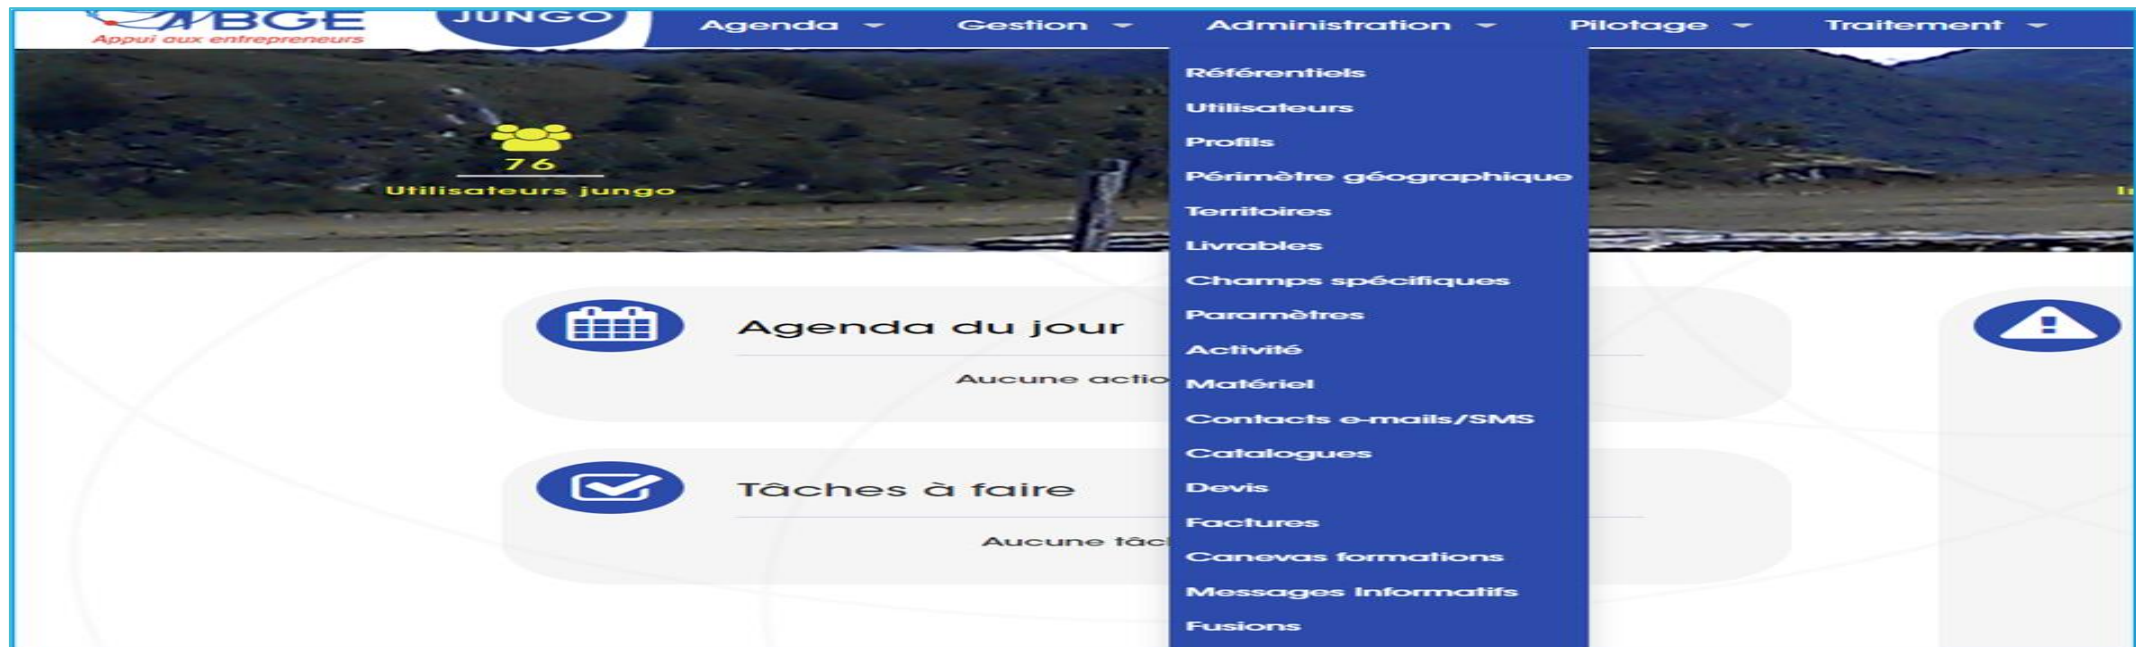 BGE
Appui aux entrepreneurs
JUNGO
Agenda
Gestion
Administration
Pilotage
Traitement
76
Utilisateurs jungo
Référentiels
Utilisateurs
Profils
Périmètre géographique
Territoires
Livrables
Champs spécifiques
Paramètres
Activité
Matériel
Contacts e-mails/SMS
Catalogues
Devis
Factures
Canevas formations
Messages Informatifs
Fusions
Agenda du jour
Aucune
Tâches à faire
Aucune